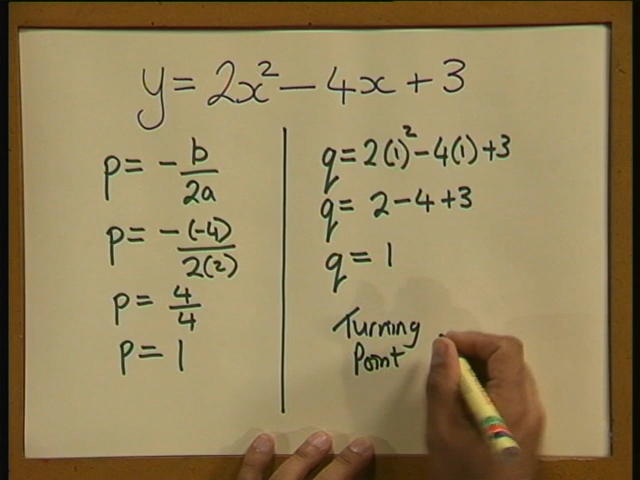 y = 2x² − 4x + 3
p = − b/2a
p = −(−4)/2(2)
p = 4/4
p = 1
q = 2(1)² − 4(1) + 3
q = 2 − 4 + 3
q = 1
Turning
Point